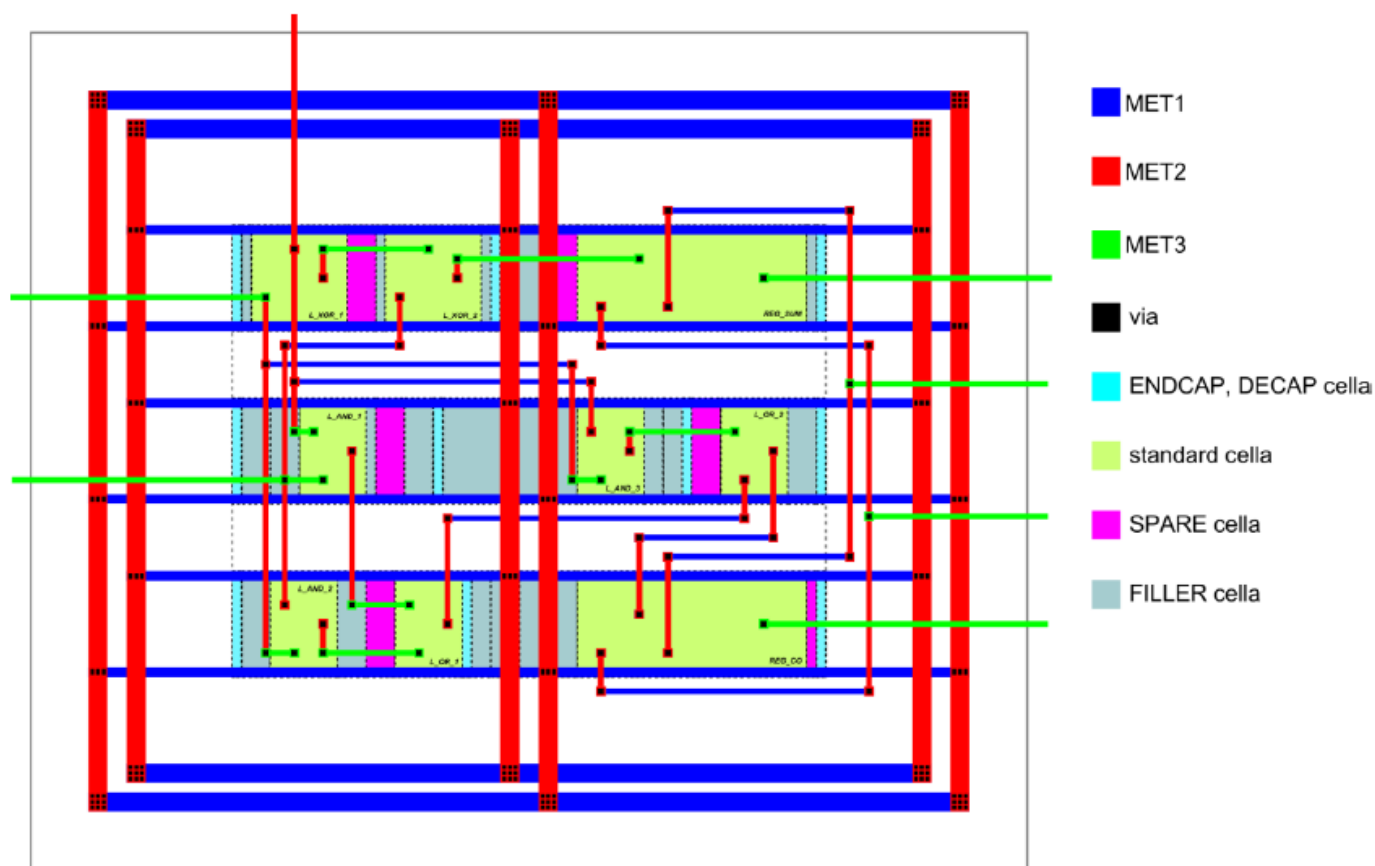 MET1
MET2
MET3
via
ENDCAP, DECAP cella
standard cella
SPARE cella
FILLER cella
L_XOR_1
L_XOR_2
REG_SUM
L_AND_1
L_AND_3
L_OR_2
L_AND_2
L_OR_1
REG_CO